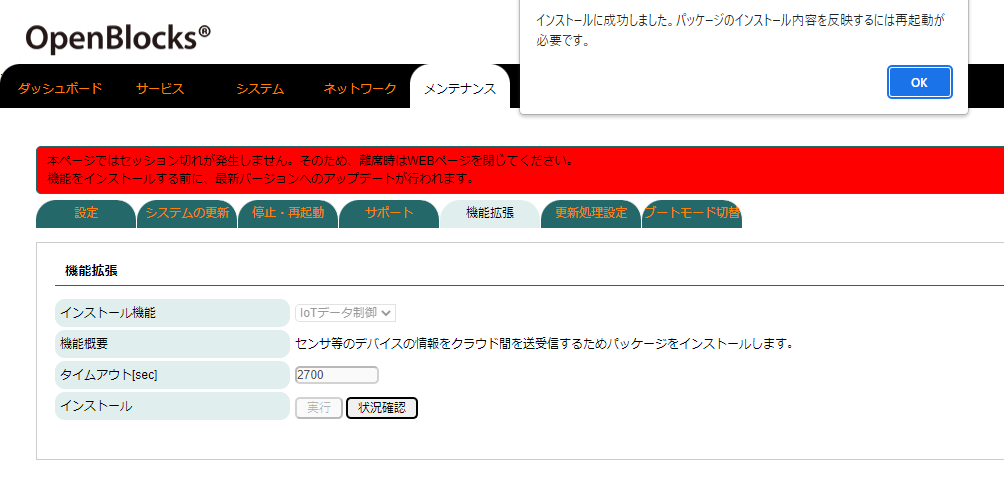 インストールに成功しました。パッケージのインストール内容を反映するには再起動が
必要です。
OK
OpenBlocks®
ダッシュボード
サービス
システム
ネットワーク
メンテナンス
本ページではセッション切れが発生しません。そのため、離席時はWEBページを閉じてください。
機能をインストールする前に、最新バージョンへのアップデートが行われます。
設定
システムの更新
停止・再起動
サポート
機能拡張
更新処理設定
ブートモード切替
機能拡張
インストール機能
IoTデータ制御
機能概要
センサ等のデバイスの情報をクラウド間を送受信するためパッケージをインストールします。
タイムアウト[sec]
2700
インストール
実行
状況確認